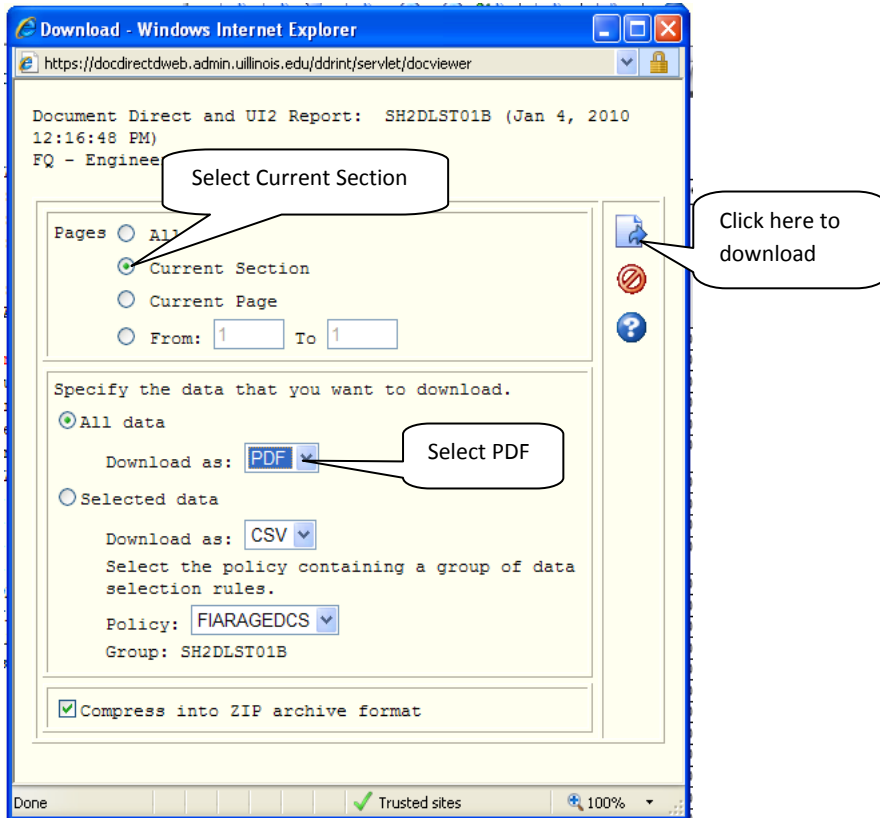 Download - Windows Internet Explorer
https://docdirectdweb.admin.uillinois.edu/ddrint/servlet/docviewer
Document Direct and UI2 Report: SH2DLST01B (Jan 4, 2010
12:16:48 PM)
FQ - Enginee
Select Current Section
Pages All
Current Section
Current Page
From: 1 To 1
Click here to
download
Specify the data that you want to download.
All data
Download as: PDF
Select PDF
Selected data
Download as: CSV
Select the policy containing a group of data
selection rules.
Policy: FIARAGEDCS
Group: SH2DLST01B
Compress into ZIP archive format
Done Trusted sites 100%